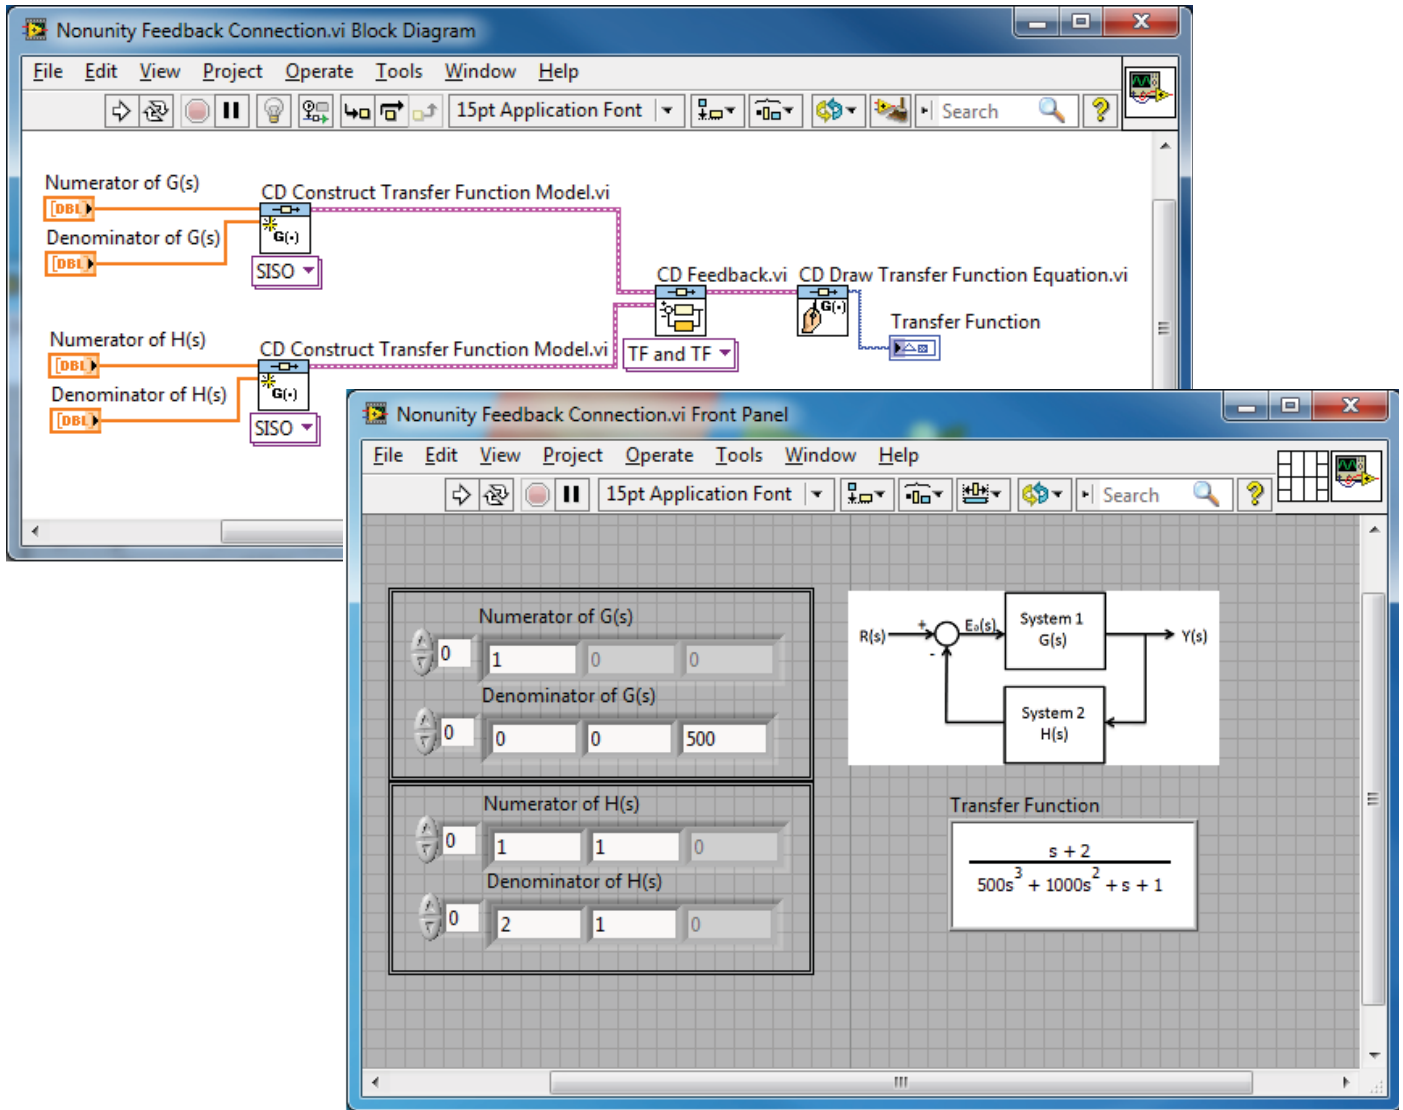 Nonunity Feedback Connection.vi Block Diagram
File Edit View Project Operate Tools Window Help
15pt Application Font Search
Numerator of G(s)
[DBL]
CD Construct Transfer Function Model.vi
G(·)
Denominator of G(s)
[DBL]
SISO
CD Feedback.vi CD Draw Transfer Function Equation.vi
G(·)
Transfer Function
Numerator of H(s)
[DBL]
CD Construct Transfer Function Model.vi
TF and TF
Denominator of H(s)
G(·)
[DBL]
SISO
Nonunity Feedback Connection.vi Front Panel
File Edit View Project Operate Tools Window Help
15pt Application Font Search
Numerator of G(s)
0 1 0 0
Denominator of G(s)
0 0 0 500
Numerator of H(s)
0 1 1 0
Denominator of H(s)
0 2 1 0
System 1
R(s) + Eₐ(s) G(s) Y(s)
-
System 2
H(s)
Transfer Function
s + 2
500s³ + 1000s² + s + 1